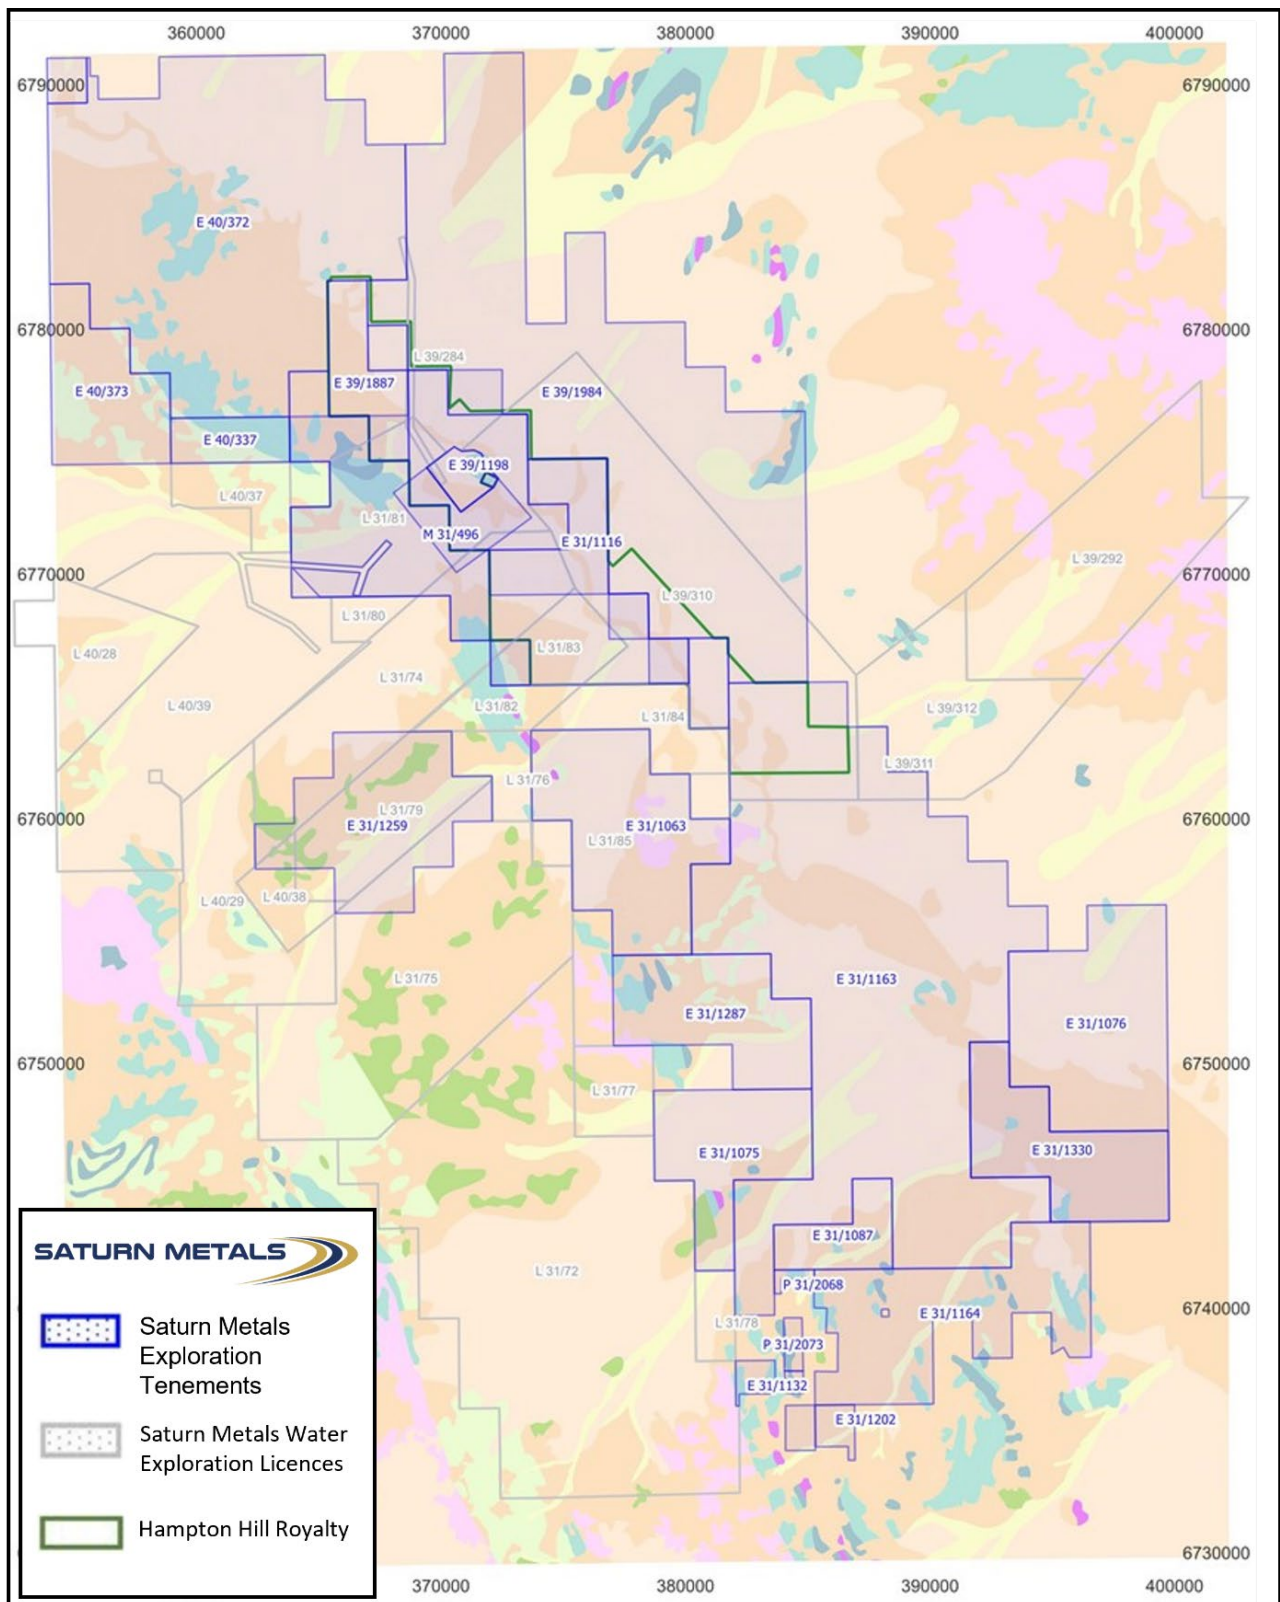 360000 370000 380000 390000 400000
6790000 6790000
E 40/372
6780000 6780000
L 39/284
E 39/1887
E 40/373 E 39/1984
E 40/337
E 39/1198
L 40/37
L 31/81
M 31/496
E 31/1116
L 39/292
6770000 6770000
L 39/310
L 31/80
L 31/83
L 40/28
L 31/74
L 40/39 L 31/82 L 39/312
L 31/84
L 39/311
L 31/76
L 31/79
6760000 6760000
E 31/1259 E 31/1063
L 31/85
L 40/29 L 40/38
L 31/75 E 31/1163
E 31/1287
E 31/1076
6750000 6750000
L 31/77
E 31/1075 E 31/1330
E 31/1087
L 31/72
P 31/2068
6740000
E 31/1164
L 31/78
P 31/2073
E 31/1132
E 31/1202
6730000
370000 380000 390000 400000
SATURN METALS
Saturn Metals
Exploration
Tenements
Saturn Metals Water
Exploration Licences
Hampton Hill Royalty